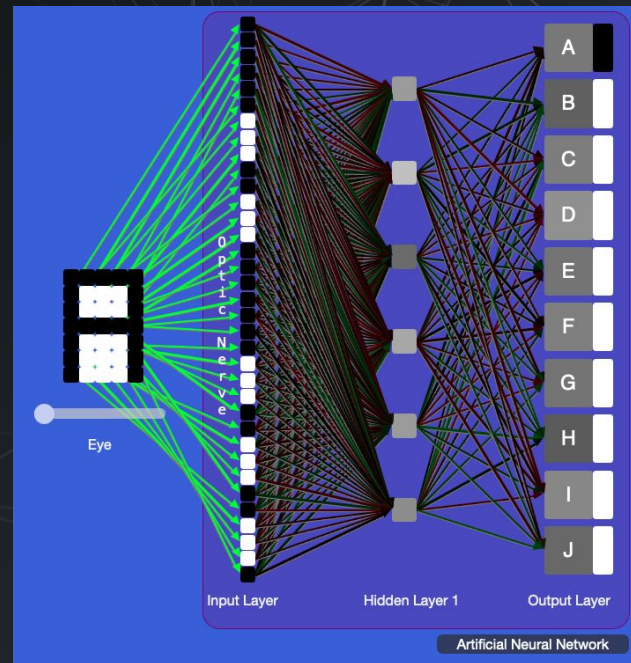 Optic Nerve
Eye
Input Layer
Hidden Layer 1
A
B
C
D
E
F
G
H
I
J
Output Layer
Artificial Neural Network